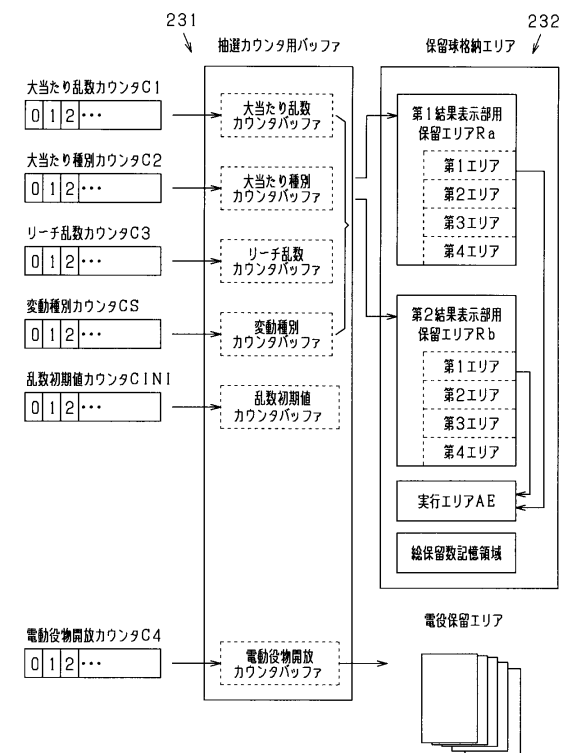 231
232
抽選カウンタ用バッファ
保留球格納エリア
大当たり乱数カウンタC1
0 1 2 ···
大当たり乱数
カウンタバッファ
大当たり種別カウンタC2
0 1 2 ···
大当たり種別
カウンタバッファ
リーチ乱数カウンタC3
0 1 2 ···
リーチ乱数
カウンタバッファ
変動種別カウンタCS
0 1 2 ···
変動種別
カウンタバッファ
乱数初期値カウンタCINI
0 1 2 ···
乱数初期値
カウンタバッファ
電動役物開放カウンタC4
0 1 2 ···
電動役物開放
カウンタバッファ
第1結果表示部用
保留エリアRa
第1エリア
第2エリア
第3エリア
第4エリア
第2結果表示部用
保留エリアRb
第1エリア
第2エリア
第3エリア
第4エリア
実行エリアAE
絵保留数記憶領域
電役保留エリア